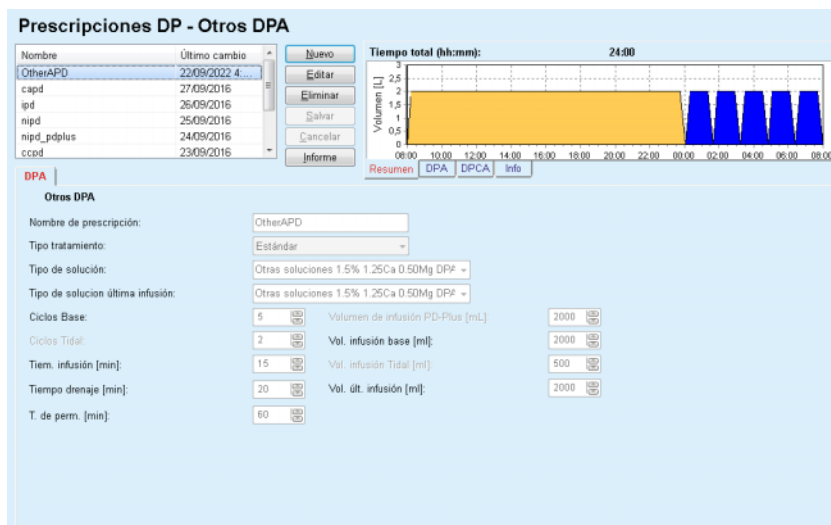 Prescripciones DP - Otros DPA
Nombre Último cambio
OtherAPD 22/09/2022 4:...
capd 27/09/2016
ipd 26/09/2016
nipd 25/09/2016
nipd_pdplus 24/09/2016
ccpd 23/09/2016
Nuevo
Editar
Eliminar
Salvar
Cancelar
Informe
Tiempo total (hh:mm): 24:00
Volumen [L]
3
2,5
2
1,5
1
0,5
0
08:00 10:00 12:00 14:00 16:00 18:00 20:00 22:00 00:00 02:00 04:00 06:00 08:00
Resumen DPA DPCA Info
DPA
Otros DPA
Nombre de prescripción: OtherAPD
Tipo tratamiento: Estándar
Tipo de solución: Otras soluciones 1.5% 1.25Ca 0.50Mg DPA
Tipo de solucion última infusión: Otras soluciones 1.5% 1.25Ca 0.50Mg DPA
Ciclos Base: 5 Volumen de infusión PD-Plus [mL]: 2000
Ciclos Tidal: 2 Vol. infusión base [ml]: 2000
Tiem. infusión [min]: 15 Vol. infusión Tidal [ml]: 500
Tiempo drenaje [min]: 20 Vol. últ. infusión [ml]: 2000
T. de perm. [min]: 60